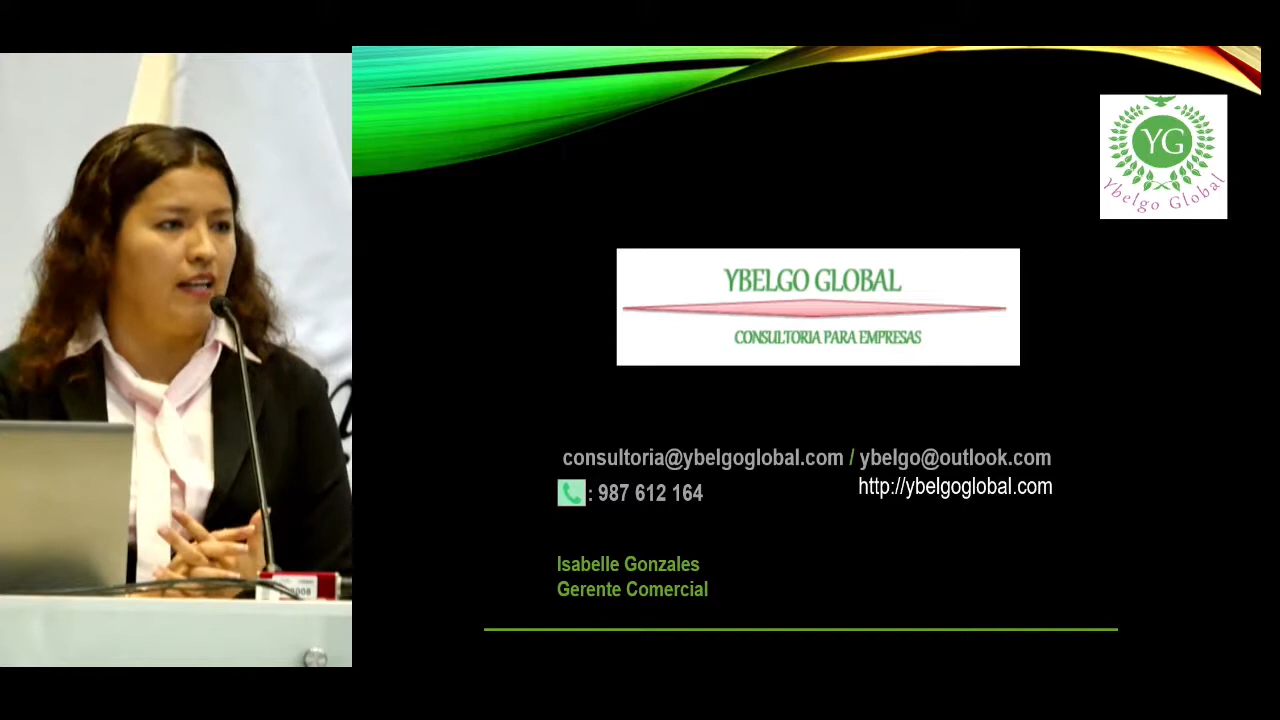 YG
Ybelgo Global
YBELGO GLOBAL
CONSULTORIA PARA EMPRESAS
consultoria@ybelgoglobal.com / ybelgo@outlook.com
: 987 612 164
http://ybelgoglobal.com
Isabelle Gonzales
Gerente Comercial